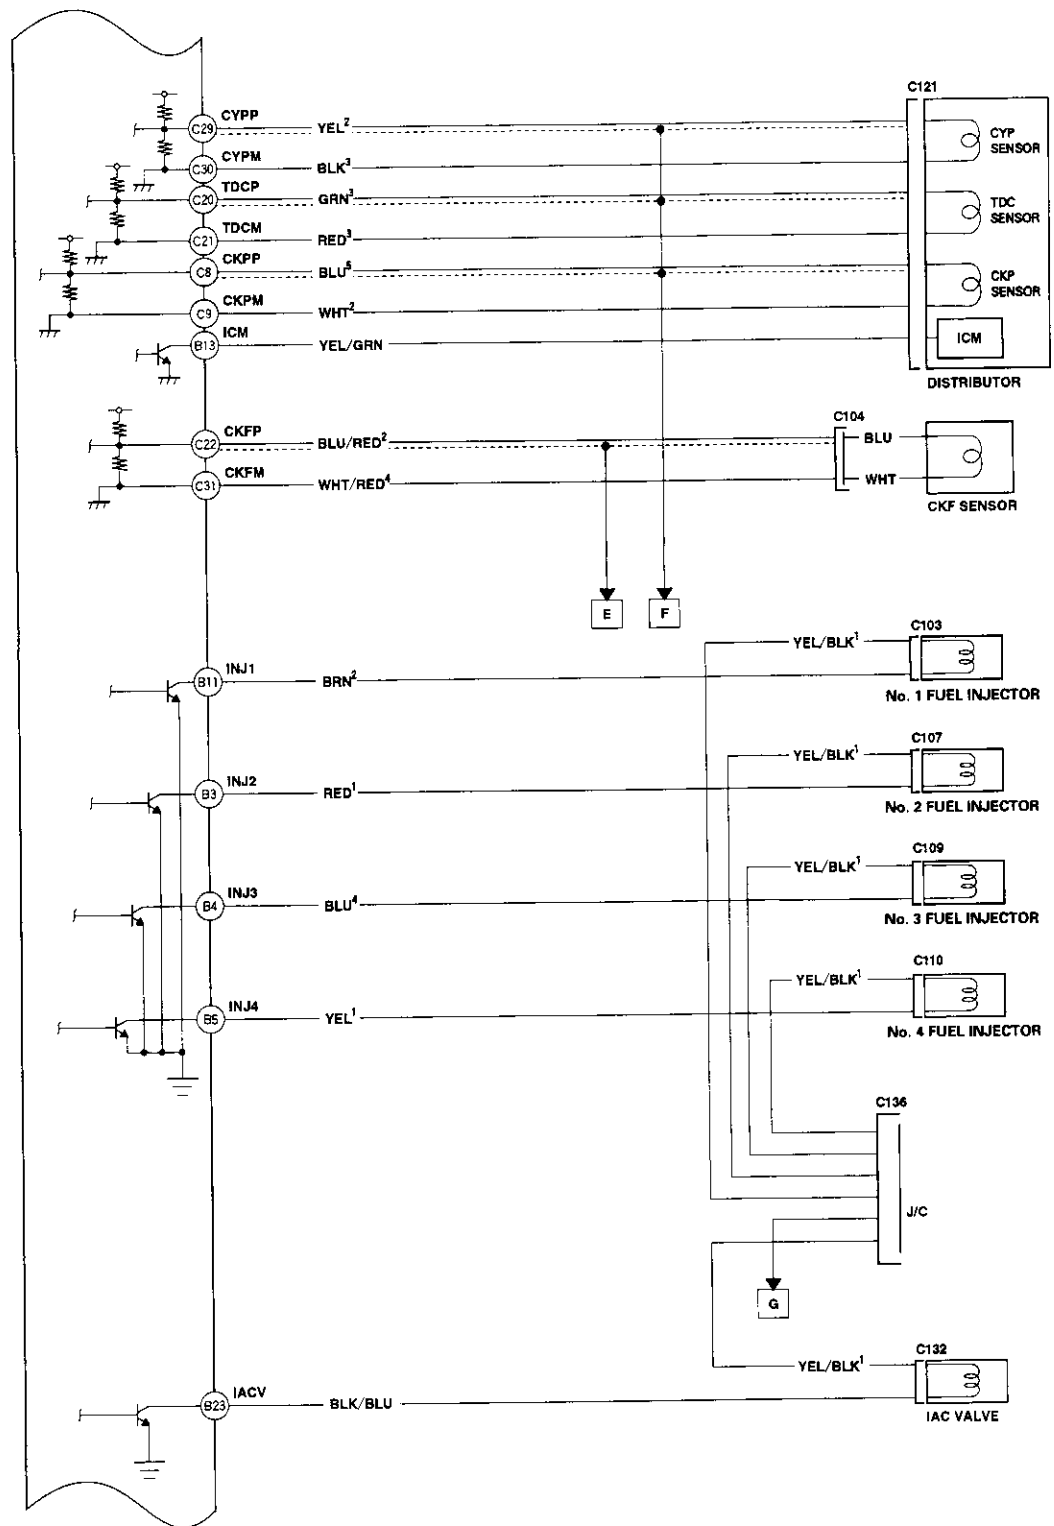 C121
CYPP
C29
YEL²
CYP
SENSOR
CYPM
C30
BLK³
TDCP
C20
GRN³
TDC
SENSOR
TDCM
C21
RED³
CKPP
C8
BLU⁵
CKP
SENSOR
CKPM
C9
WHT²
ICM
B13
YEL/GRN
ICM
DISTRIBUTOR
C104
CKFP
C22
BLU/RED²
BLU
CKFM
C31
WHT/RED⁴
WHT
CKF SENSOR
E
F
C103
YEL/BLK¹
INJ1
B11
BRN²
No. 1 FUEL INJECTOR
C107
YEL/BLK¹
INJ2
B3
RED¹
No. 2 FUEL INJECTOR
C109
YEL/BLK¹
INJ3
B4
BLU⁴
No. 3 FUEL INJECTOR
C110
YEL/BLK¹
INJ4
B5
YEL¹
No. 4 FUEL INJECTOR
C136
J/C
G
C132
YEL/BLK¹
IACV
B23
BLK/BLU
IAC VALVE